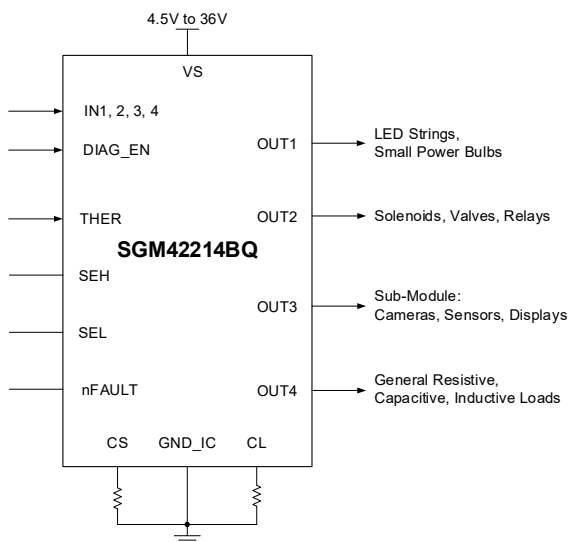 4.5V to 36V
VS
IN1, 2, 3, 4
DIAG_EN
THER
SEH
SEL
nFAULT
SGM42214BQ
OUT1
OUT2
OUT3
OUT4
CS
GND_IC
CL
LED Strings,
Small Power Bulbs
Solenoids, Valves, Relays
Sub-Module:
Cameras, Sensors, Displays
General Resistive,
Capacitive, Inductive Loads